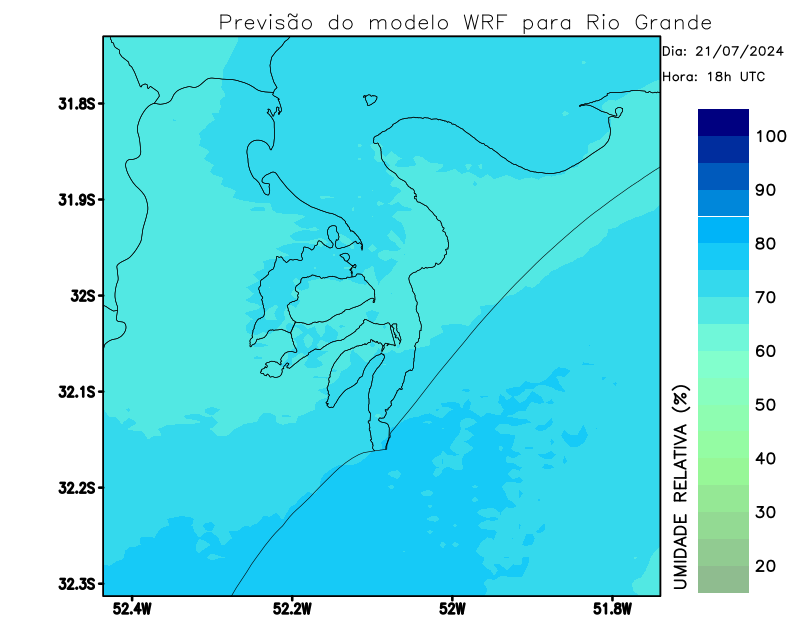 Previsão do modelo WRF para Rio Grande
Dia: 21/07/2024
Hora: 18h UTC
31.8S
31.9S
32S
32.1S
32.2S
32.3S
52.4W
52.2W
52W
51.8W
100
90
80
70
60
50
40
30
20
UMIDADE RELATIVA (%)